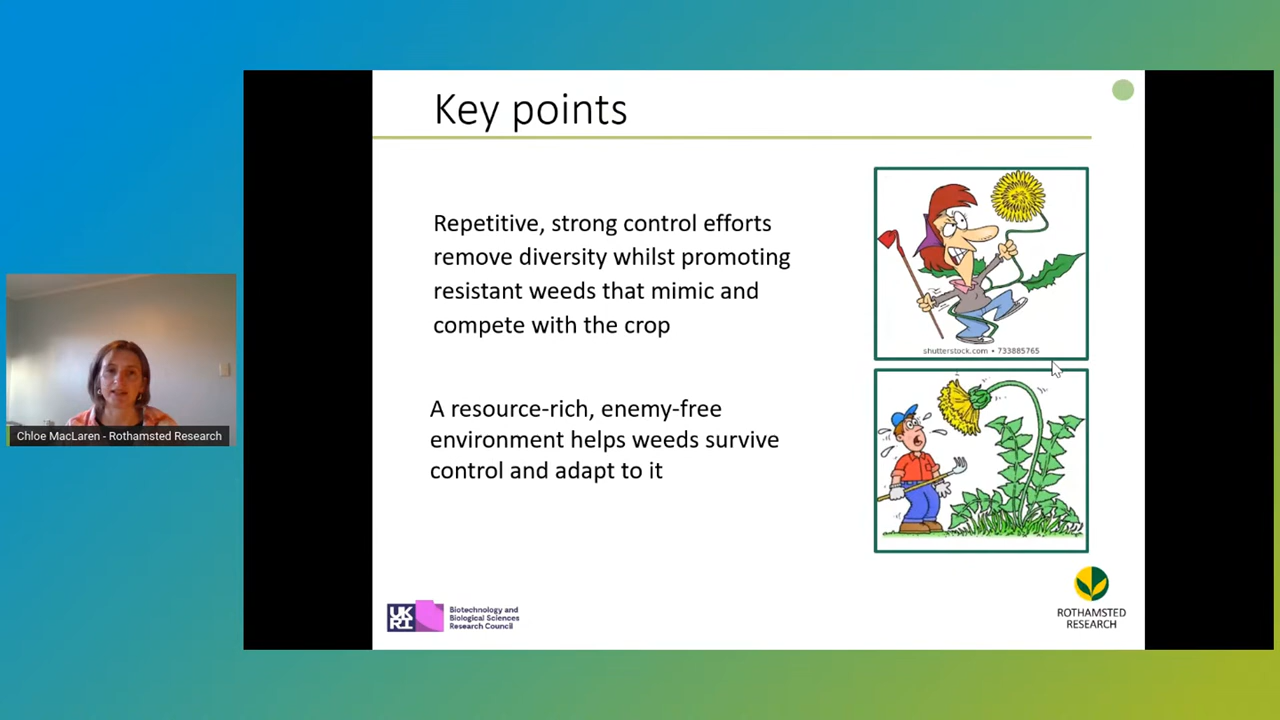 Key points
Repetitive, strong control efforts
remove diversity whilst promoting
resistant weeds that mimic and
compete with the crop
shutterstock.com • 733885765
A resource-rich, enemy-free
environment helps weeds survive
control and adapt to it
Chloe MacLaren - Rothamsted Research
UK
RI
Biotechnology and
Biological Sciences
Research Council
ROTHAMSTED
RESEARCH